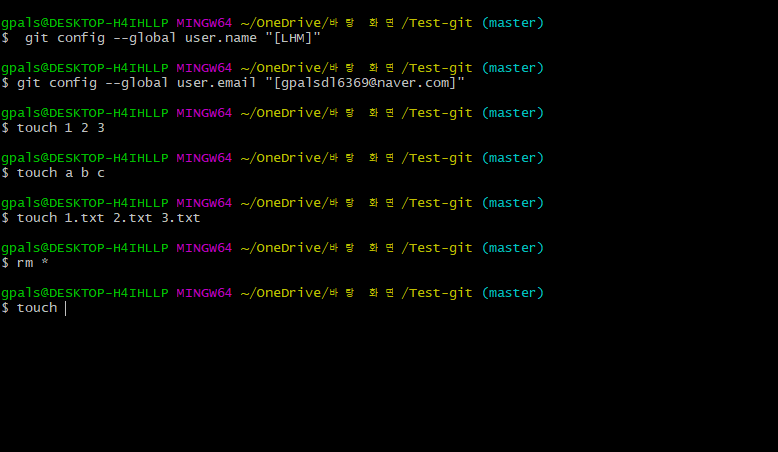 gpals@DESKTOP-H4IHLLP MINGW64 ~/OneDrive/바탕 화면/Test-git (master)
$  git config --global user.name "[LHM]"
gpals@DESKTOP-H4IHLLP MINGW64 ~/OneDrive/바탕 화면/Test-git (master)
$ git config --global user.email "[gpalsdl6369@naver.com]"
gpals@DESKTOP-H4IHLLP MINGW64 ~/OneDrive/바탕 화면/Test-git (master)
$ touch 1 2 3
gpals@DESKTOP-H4IHLLP MINGW64 ~/OneDrive/바탕 화면/Test-git (master)
$ touch a b c
gpals@DESKTOP-H4IHLLP MINGW64 ~/OneDrive/바탕 화면/Test-git (master)
$ touch 1.txt 2.txt 3.txt
gpals@DESKTOP-H4IHLLP MINGW64 ~/OneDrive/바탕 화면/Test-git (master)
$ rm *
gpals@DESKTOP-H4IHLLP MINGW64 ~/OneDrive/바탕 화면/Test-git (master)
$ touch